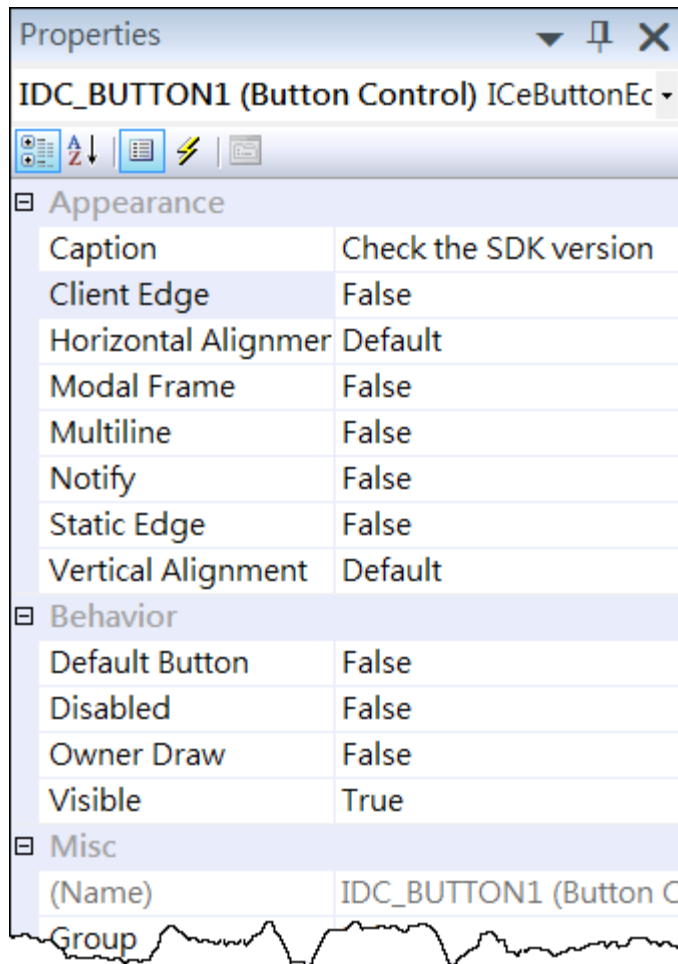 Properties
IDC_BUTTON1 (Button Control) ICeButtonEc
Appearance
Caption Check the SDK version
Client Edge False
Horizontal Alignmer Default
Modal Frame False
Multiline False
Notify False
Static Edge False
Vertical Alignment Default
Behavior
Default Button False
Disabled False
Owner Draw False
Visible True
Misc
(Name) IDC_BUTTON1 (Button C
Group